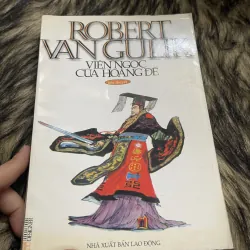 ROBERT
VAN GULIK
VIÊN NGỌC
CỦA HOÀNG ĐẾ
NHÀ XUẤT BẢN LAO ĐỘNG